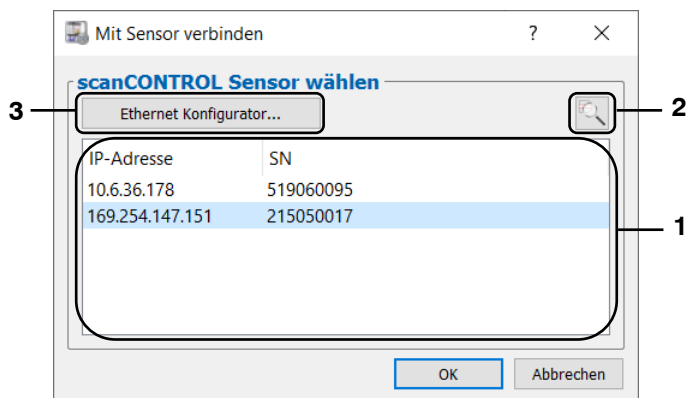 Mit Sensor verbinden ?
scanCONTROL Sensor wählen
3 Ethernet Konfigurator... 2
IP-Adresse SN
10.6.36.178 519060095
169.254.147.151 215050017
1
OK Abbrechen